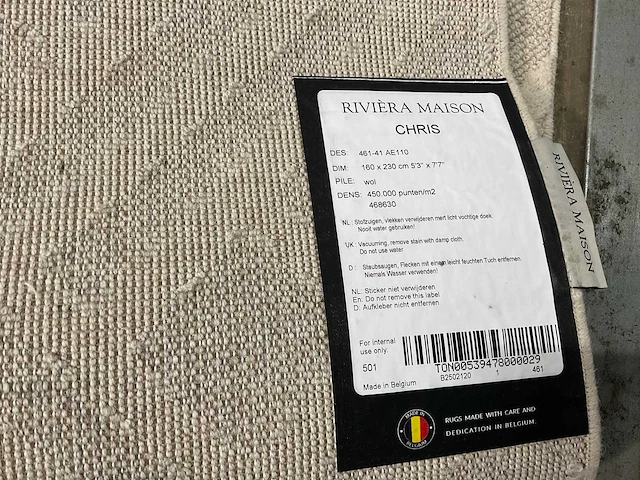 RIVIÈRA MAISON
CHRIS
DES: 461-41 AE110
DIM: 160 x 230 cm 5'3" x 7'7"
PILE: wol
DENS: 450.000 punten/m2
468630
NL: Stofzuigen, vlekken verwijderen mert licht vochtige doek.
Nooit water gebruiken!
UK: Vacuuming, remove stain with damp cloth.
Do not use water
D: Staubsaugen, Flecken mit einem leicht feuchten Tuch entfernen.
Niemals Wasser verwenden!
NL: Sticker niet verwijderen
En: Do not remove this label
D: Aufkleber nicht entfernen
For internal
use only.
501
TON00539478000029
B2502120 1 461
Made in Belgium
MADE IN
BELGIUM
RUGS MADE WITH CARE AND
DEDICATION IN BELGIUM.
RIVIÈRA MAISON